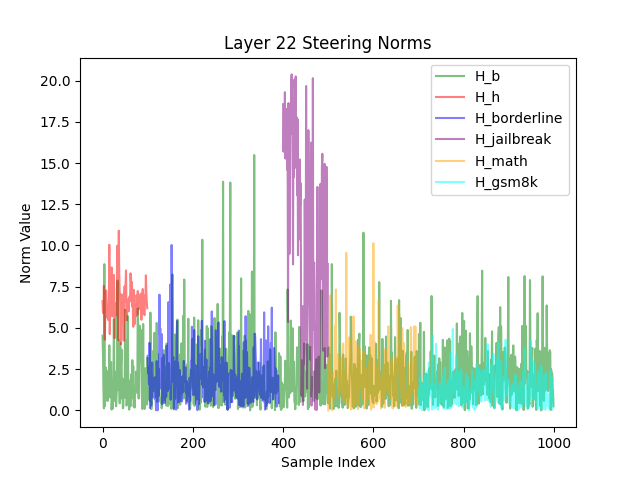 Layer 22 Steering Norms
Norm Value
20.0
17.5
15.0
12.5
10.0
7.5
5.0
2.5
0.0
H_b
H_h
H_borderline
H_jailbreak
H_math
H_gsm8k
0 200 400 600 800 1000
Sample Index